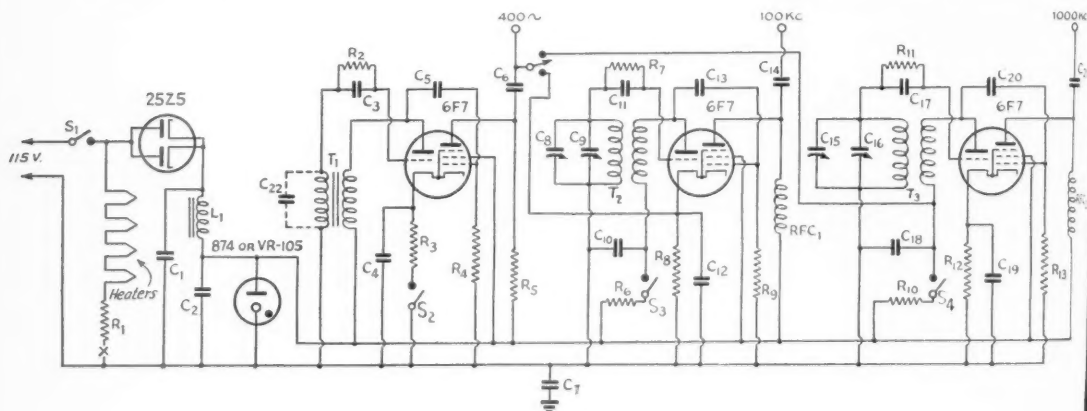 400~
100Kc
1000Kc
S1
115 V.
25Z5
L1
C1
C2
Heaters
R1
X
874 OR VR-105
C22
T1
R2
C3
C5
6F7
C4
R3
S2
R4
R5
C6
C7
C8
C9
R7
C11
T2
C10
R6
S3
C13
6F7
R8
C12
R9
C14
RFC1
C15
C16
R11
C17
T3
C18
R10
S4
C20
6F7
R12
C19
R13